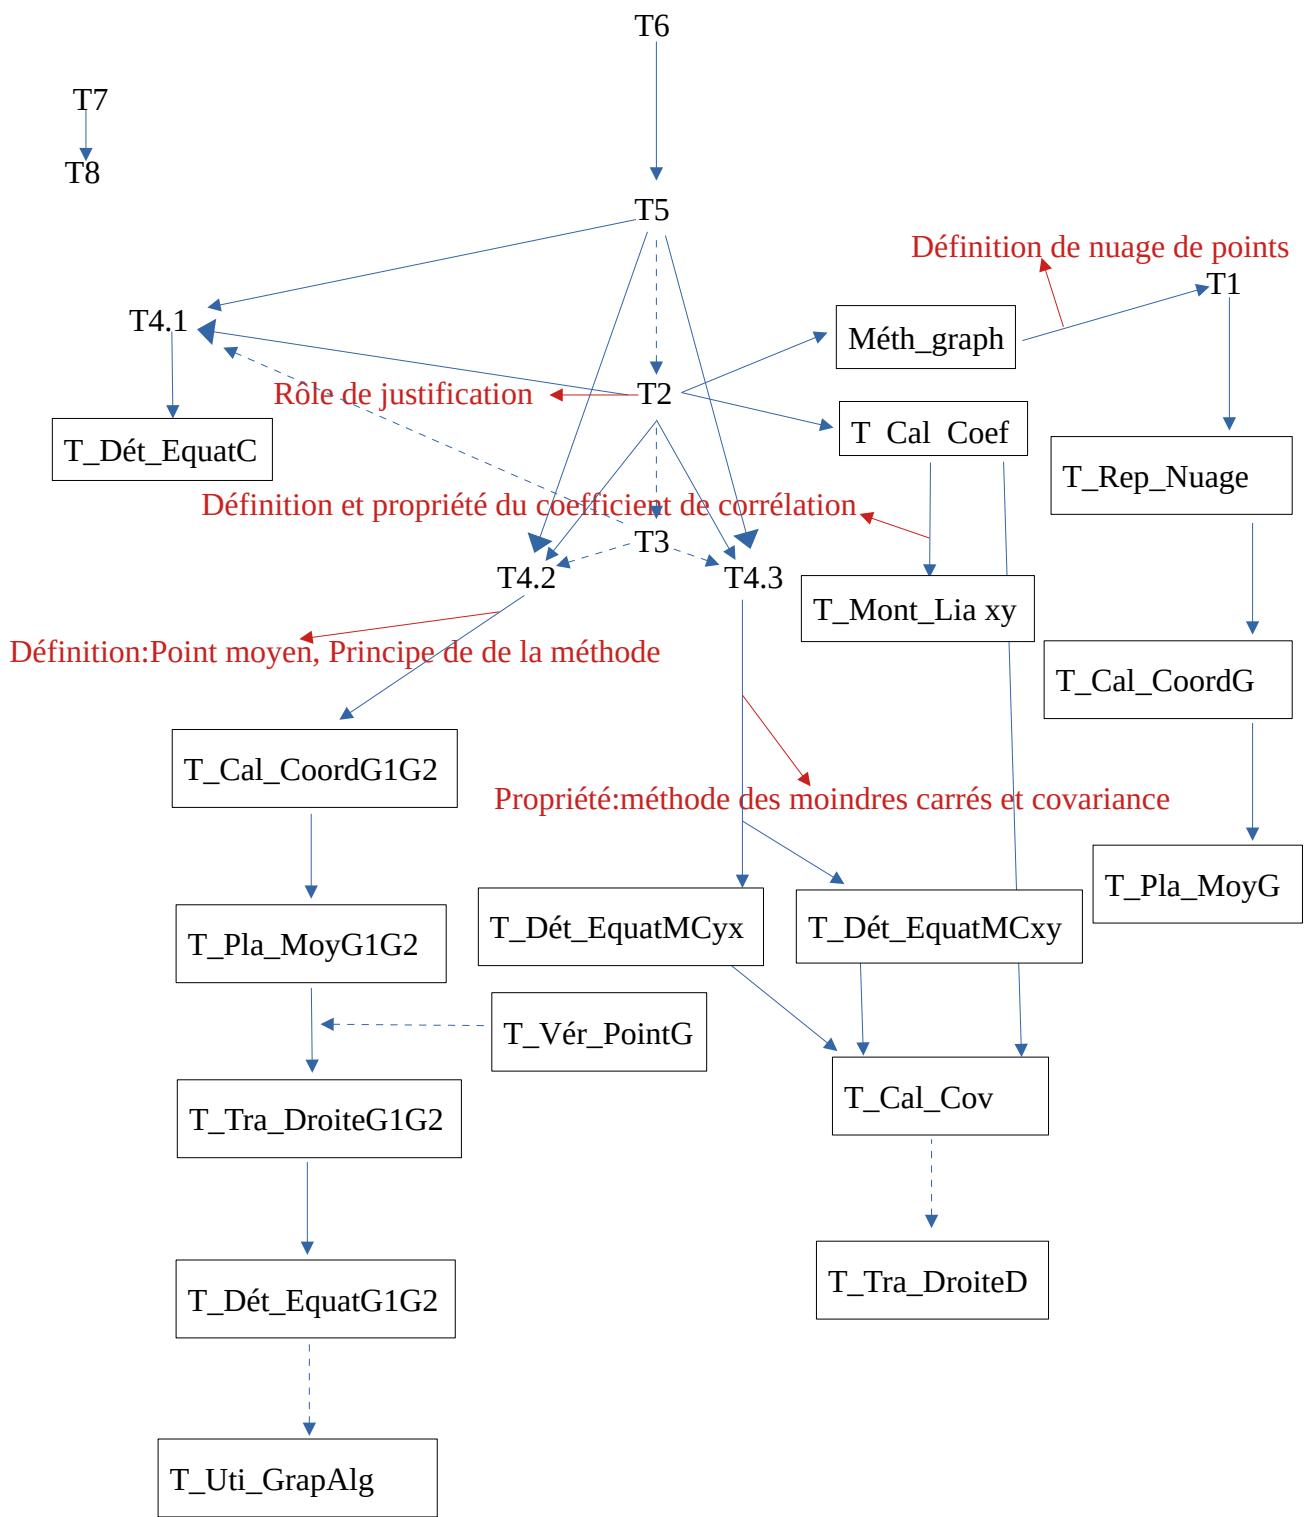 T6
T7
T8
T5
Définition de nuage de points
T1
T4.1
Méth_graph
Rôle de justification
T2
T_Dét_EquatC
T_Cal_Coef
T_Rep_Nuage
Définition et propriété du coefficient de corrélation
T3
T4.2
T4.3
T_Mont_Lia xy
Définition:Point moyen, Principe de de la méthode
T_Cal_CoordG
T_Cal_CoordG1G2
Propriété:méthode des moindres carrés et covariance
T_Pla_MoyG
T_Pla_MoyG1G2
T_Dét_EquatMCyx
T_Dét_EquatMCxy
T_Vér_PointG
T_Tra_DroiteG1G2
T_Cal_Cov
T_Dét_EquatG1G2
T_Tra_DroiteD
T_Uti_GrapAlg